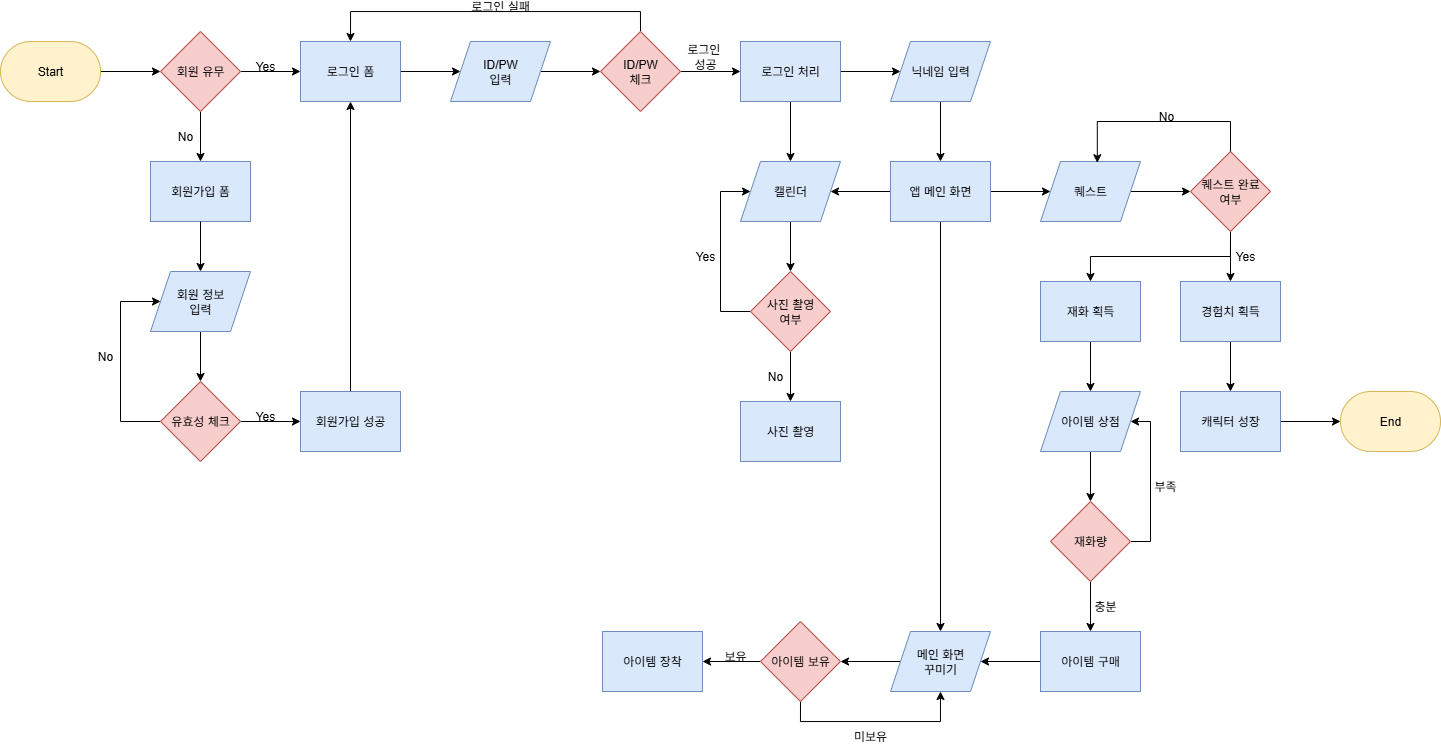 로그인 실패
Start
회원 유무
Yes
로그인 폼
ID/PW
입력
ID/PW
체크
로그인
성공
로그인 처리
닉네임 입력
No
No
회원가입 폼
캘린더
앱 메인 화면
퀘스트
퀘스트 완료
여부
Yes
Yes
회원 정보
입력
사진 촬영
여부
재화 획득
경험치 획득
No
No
유효성 체크
Yes
회원가입 성공
사진 촬영
아이템 상점
캐릭터 성장
End
부족
재화량
충분
아이템 장착
보유
아이템 보유
메인 화면
꾸미기
아이템 구매
미보유